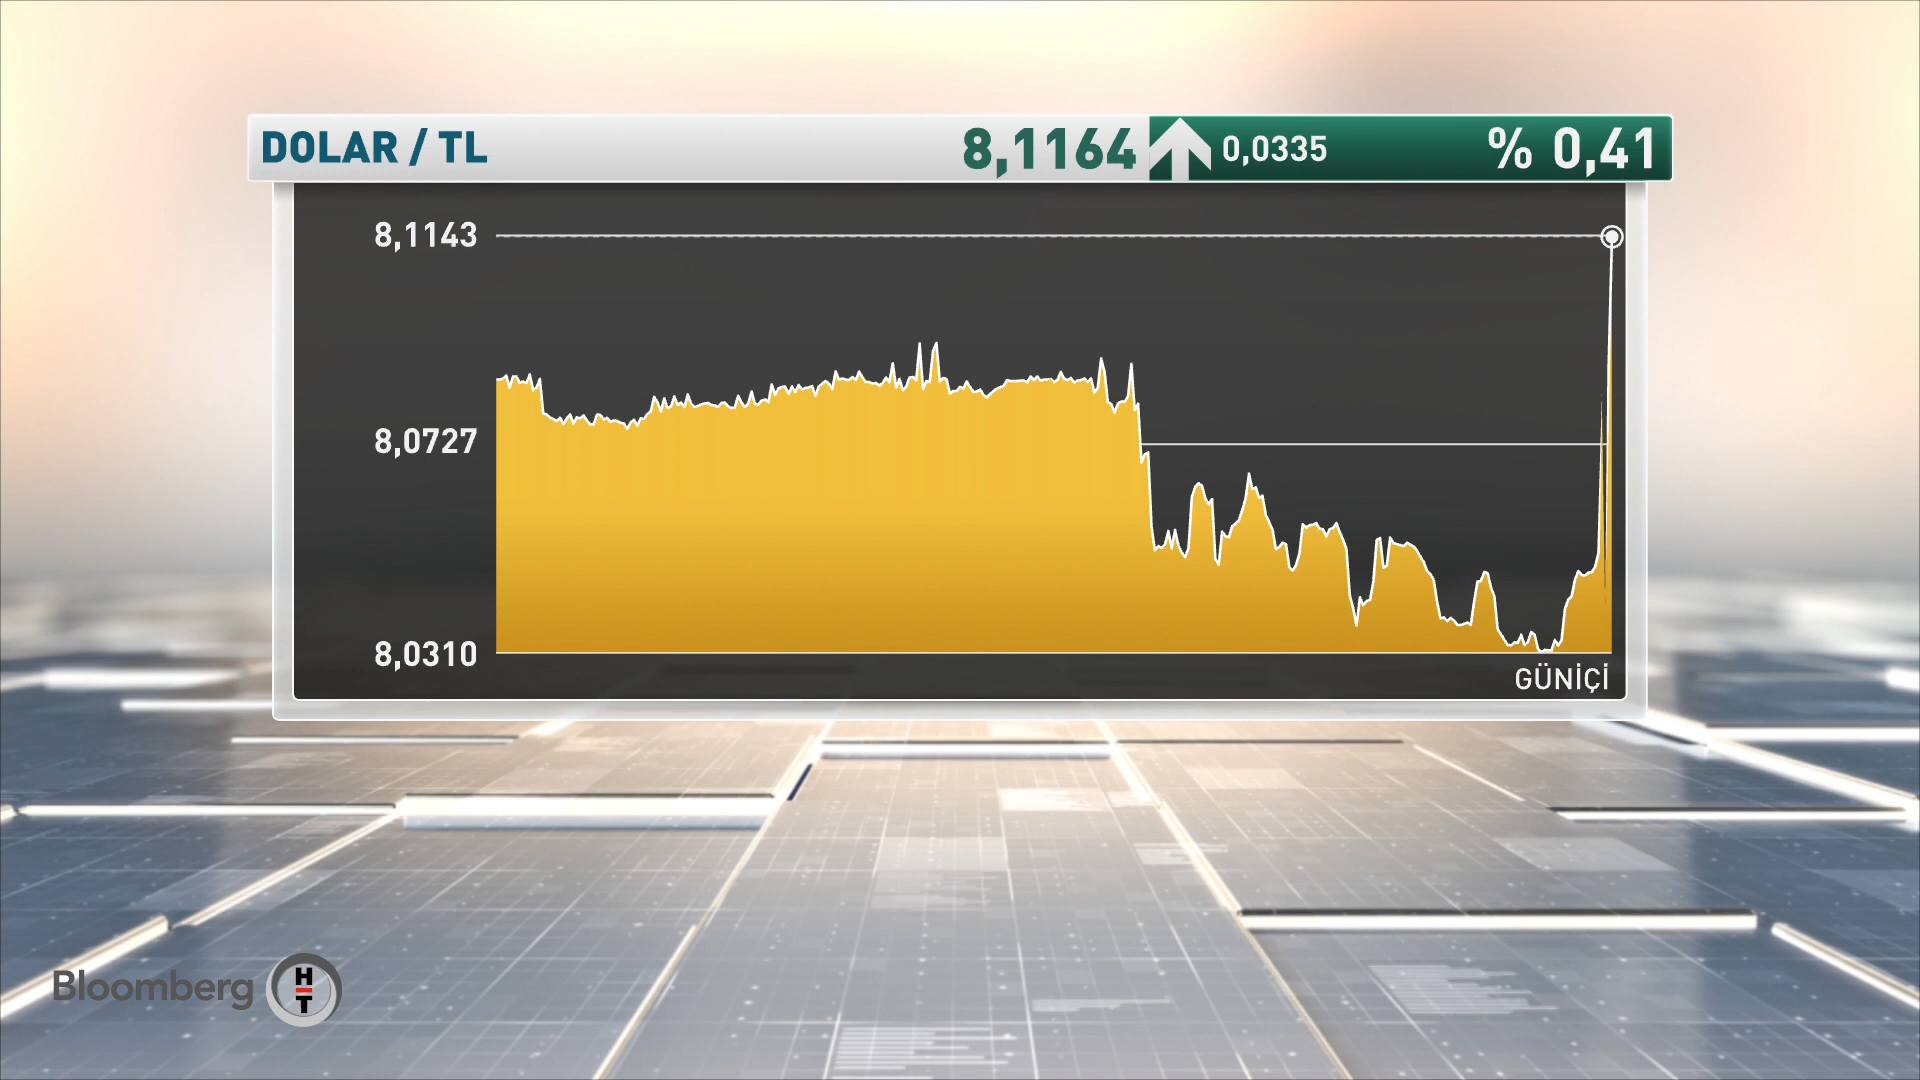 DOLAR / TL 8,1164 0,0335 % 0,41
8,1143
8,0727
8,0310
GÜNİÇİ
Bloomberg HT